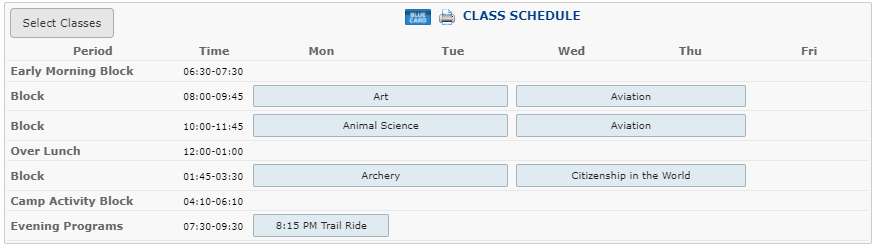 Select Classes
BLUE CARD
CLASS SCHEDULE
Period Time Mon Tue Wed Thu Fri
Early Morning Block 06:30-07:30
Block 08:00-09:45 Art Aviation
Block 10:00-11:45 Animal Science Aviation
Over Lunch 12:00-01:00
Block 01:45-03:30 Archery Citizenship in the World
Camp Activity Block 04:10-06:10
Evening Programs 07:30-09:30 8:15 PM Trail Ride